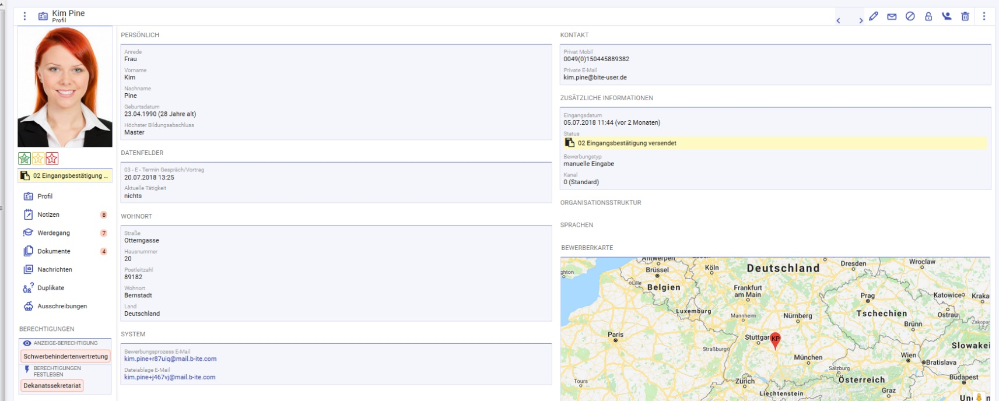 Kim Pine
Profil
02 Eingangsbestätigung ...
Profil
Notizen 8
Werdegang 7
Dokumente 4
Nachrichten
Duplikate
Ausschreibungen
BERECHTIGUNGEN
ANZEIGE-BERECHTIGUNG
Schwerbehindertenvertretung
BERECHTIGUNGEN
FESTLEGEN
Dekanatssekretariat
PERSÖNLICH
Anrede
Frau
Vorname
Kim
Nachname
Pine
Geburtsdatum
23.04.1990 (28 Jahre alt)
Höchster Bildungsabschluss
Master
DATENFELDER
03 - E - Termin Gespräch/Vortrag
20.07.2018 13:25
Aktuelle Tätigkeit
nichts
WOHNORT
Straße
Otterngasse
Hausnummer
20
Postleitzahl
89182
Wohnort
Bernstadt
Land
Deutschland
SYSTEM
Bewerbungsprozess E-Mail
kim.pine+r87uiq@mail.b-ite.com
Dateiablage E-Mail
kim.pine+j467vj@mail.b-ite.com
KONTAKT
Privat Mobil
0049(0)150445889382
Private E-Mail
kim.pine@bite-user.de
ZUSÄTZLICHE INFORMATIONEN
Eingangsdatum
05.07.2018 11:44 (vor 2 Monaten)
Status
02 Eingangsbestätigung versendet
Bewerbungstyp
manuelle Eingabe
Kanal
0 (Standard)
ORGANISATIONSSTRUKTUR
SPRACHEN
BEWERBERKARTE
Antwerpen
Brüssel
Köln
Deutschland
Dresden
Wroclaw
ghton
Lille
Belgien
Frankfurt
am Main
Prag
Katowice
Kraka
Luxemburg
Mannheim
Nürnberg
Tschechien
Ostrau
Brünn
Zakopar
Paris
Stuttgar
KP
Straßburg
München
Wien
Slowakei
Bratislava
Salzburg
Österreich
Budapest
Tours
Zürich
Liechtenstein
Graz
Un
n